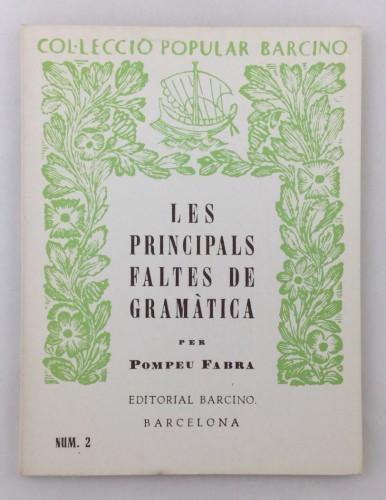 COL·LECCIÓ POPULAR BARCINO
LES
PRINCIPALS
FALTES DE
GRAMÀTICA
PER
POMPEU FABRA
EDITORIAL BARCINO.
BARCELONA
NUM. 2